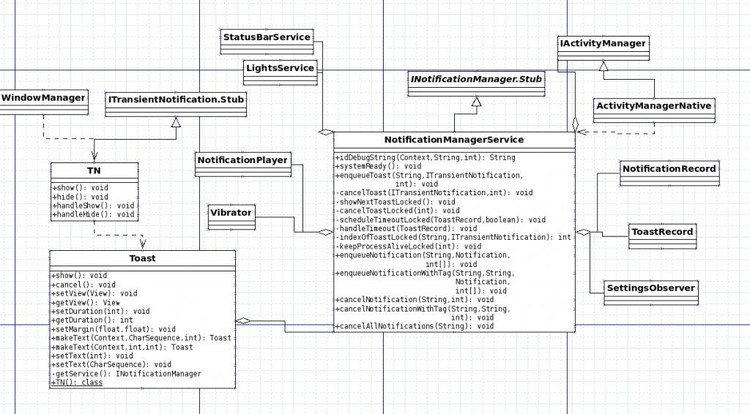 StatusBarService
LightsService
IActivityManager
INotificationManager.Stub
WindowManager
ITransientNotification.Stub
ActivityManagerNative
NotificationManagerService
+idDebugString(Context,String,int): String
+systemReady(): void
+enqueueToast(String,ITransientNotification,
int): void
-cancelToast(ITransientNotification,int): void
-showNextToastLocked(): void
-cancelToastLocked(int): void
-scheduleTimeoutLocked(ToastRecord,boolean): void
-handleTimeout(ToastRecord): void
-indexOfToastLocked(String,ITransientNotification): int
-keepProcessAliveLocked(int): void
+enqueueNotification(String,Notification,
int[]): void
+enqueueNotificationWithTag(String,String,
Notification,
int[]): void
+cancelNotification(String,int): void
+cancelNotificationWithTag(String,String,
int): void
+cancelAllNotifications(String): void
TN
+show(): void
+hide(): void
+handleShow(): void
+handleHide(): void
NotificationPlayer
Vibrator
NotificationRecord
ToastRecord
SettingsObserver
Toast
+show(): void
+cancel(): void
+setView(View): void
+getView(): View
+setDuration(int): void
+getDuration(): int
+setMargin(float,float): void
+makeText(Context,CharSequence,int): Toast
+makeText(Context,int,int): Toast
+setText(int): void
+setText(CharSequence): void
-getService(): INotificationManager
+TN(): class